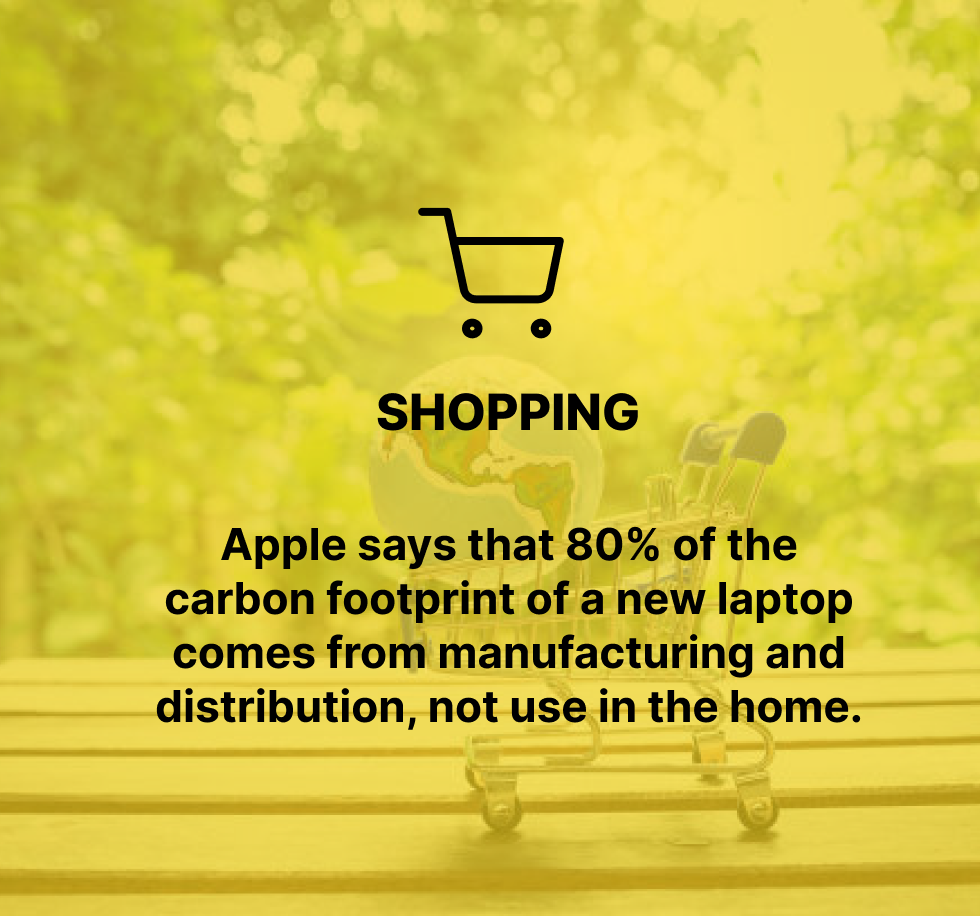 SHOPPING
Apple says that 80% of the
carbon footprint of a new laptop
comes from manufacturing and
distribution, not use in the home.